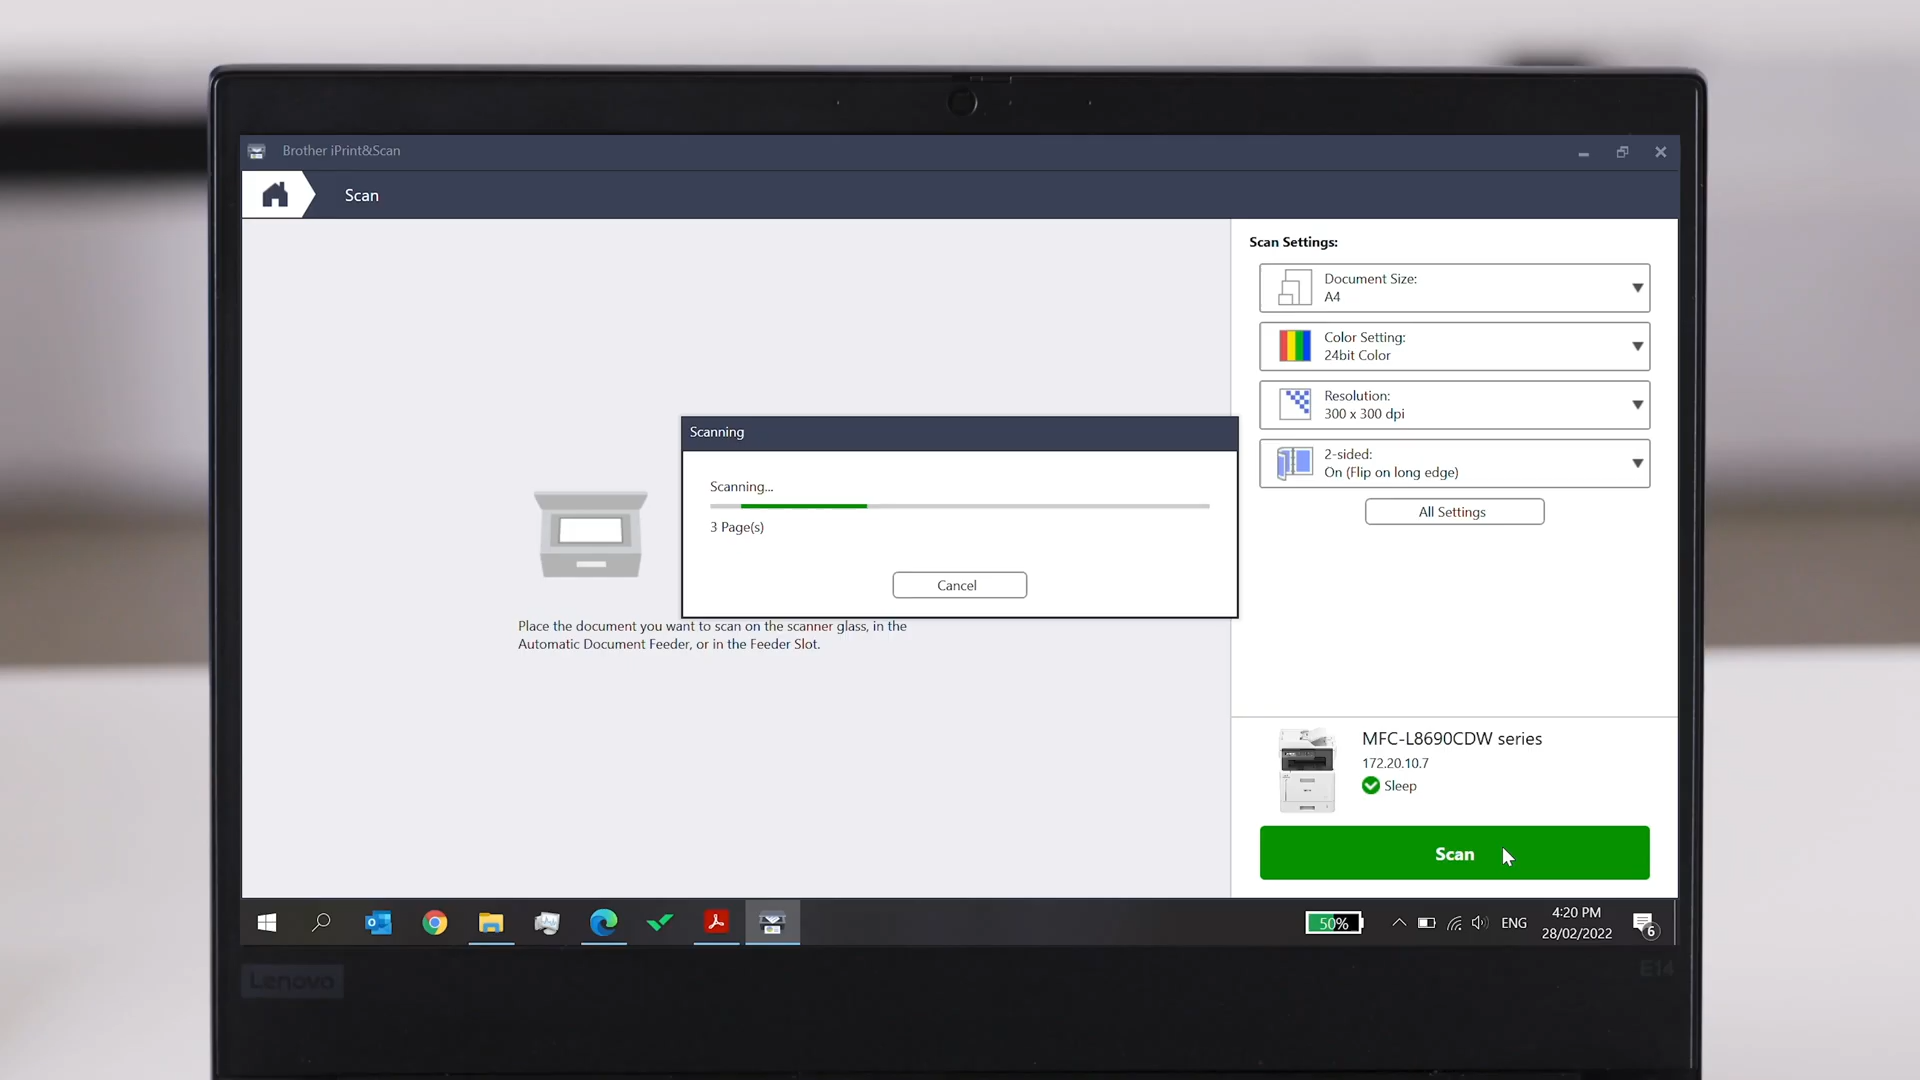 Brother iPrint&Scan
Scan
Scan Settings:
Document Size:
A4
Color Setting:
24bit Color
Resolution:
300 x 300 dpi
2-sided:
On (Flip on long edge)
All Settings
Scanning
Scanning...
3 Page(s)
Cancel
Place the document you want to scan on the scanner glass, in the
Automatic Document Feeder, or in the Feeder Slot.
MFC-L8690CDW series
172.20.10.7
Sleep
Scan
50%
ENG
4:20 PM
28/02/2022
6
Lenovo
E14